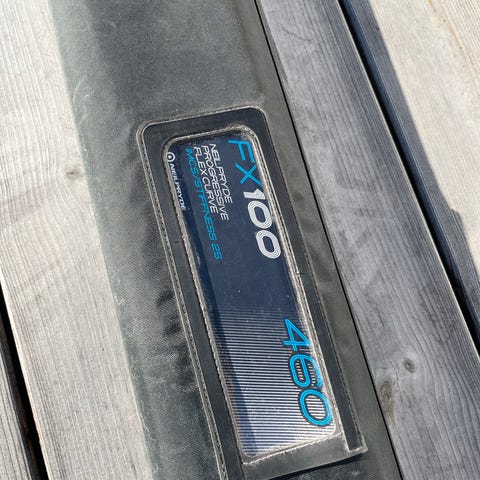 FX100
NEILPRYDE
PROGRESSIVE
FLEX CURVE
IMCS/STIFFNESS 25
NEILPRYDE
460